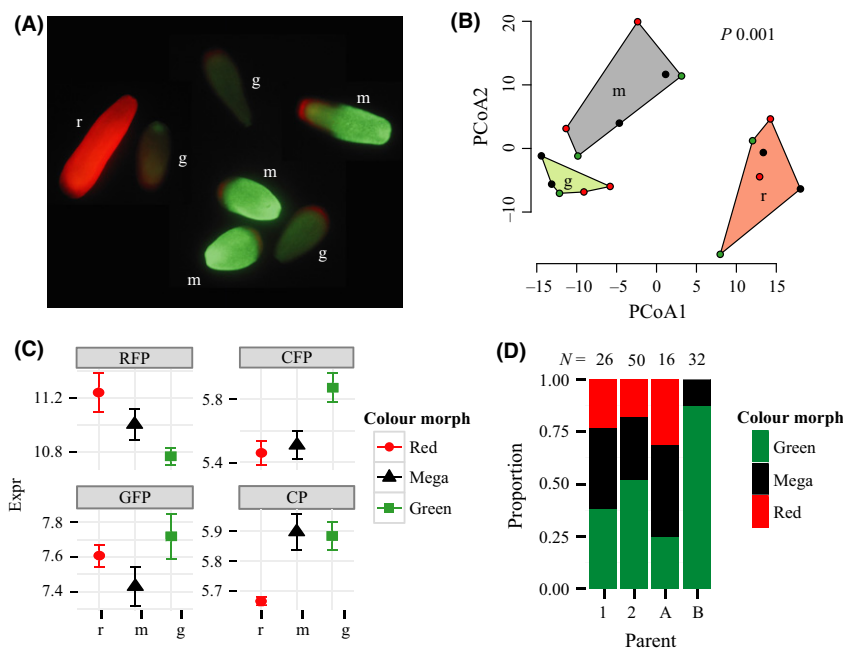 (A)
r
g
g
m
m
m
g
(B)
P 0.001
PCoA2
20
10
0
−10
m
g
r
−15 −10 −5 0 5 10 15
PCoA1
(C)
RFP
CFP
11.2
10.8
5.8
5.4
GFP
CP
7.8
7.6
7.4
5.9
5.8
5.7
Expr
r m g
r m g
Colour morph
Red
Mega
Green
(D)
N = 26 50 16 32
1.00
0.75
0.50
0.25
0.00
Proportion
1 2 A B
Parent
Colour morph
Green
Mega
Red